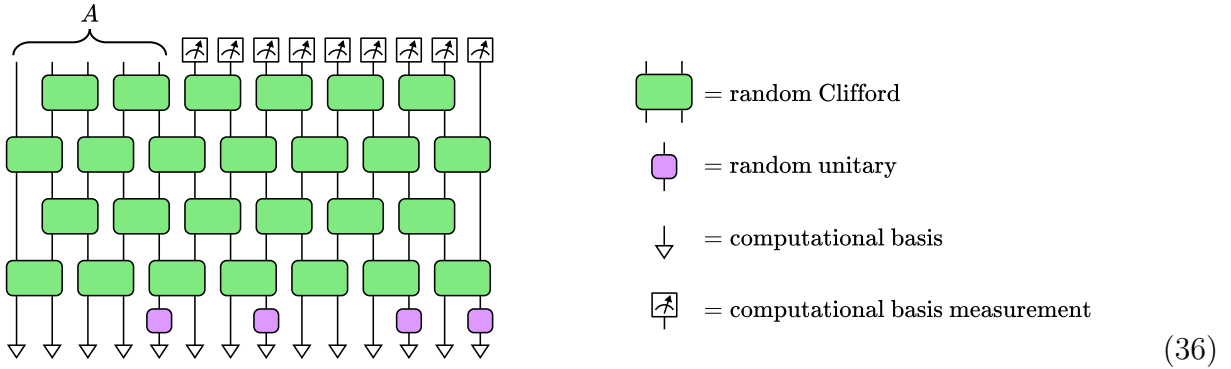 A
= random Clifford
= random unitary
= computational basis
= computational basis measurement
(36)